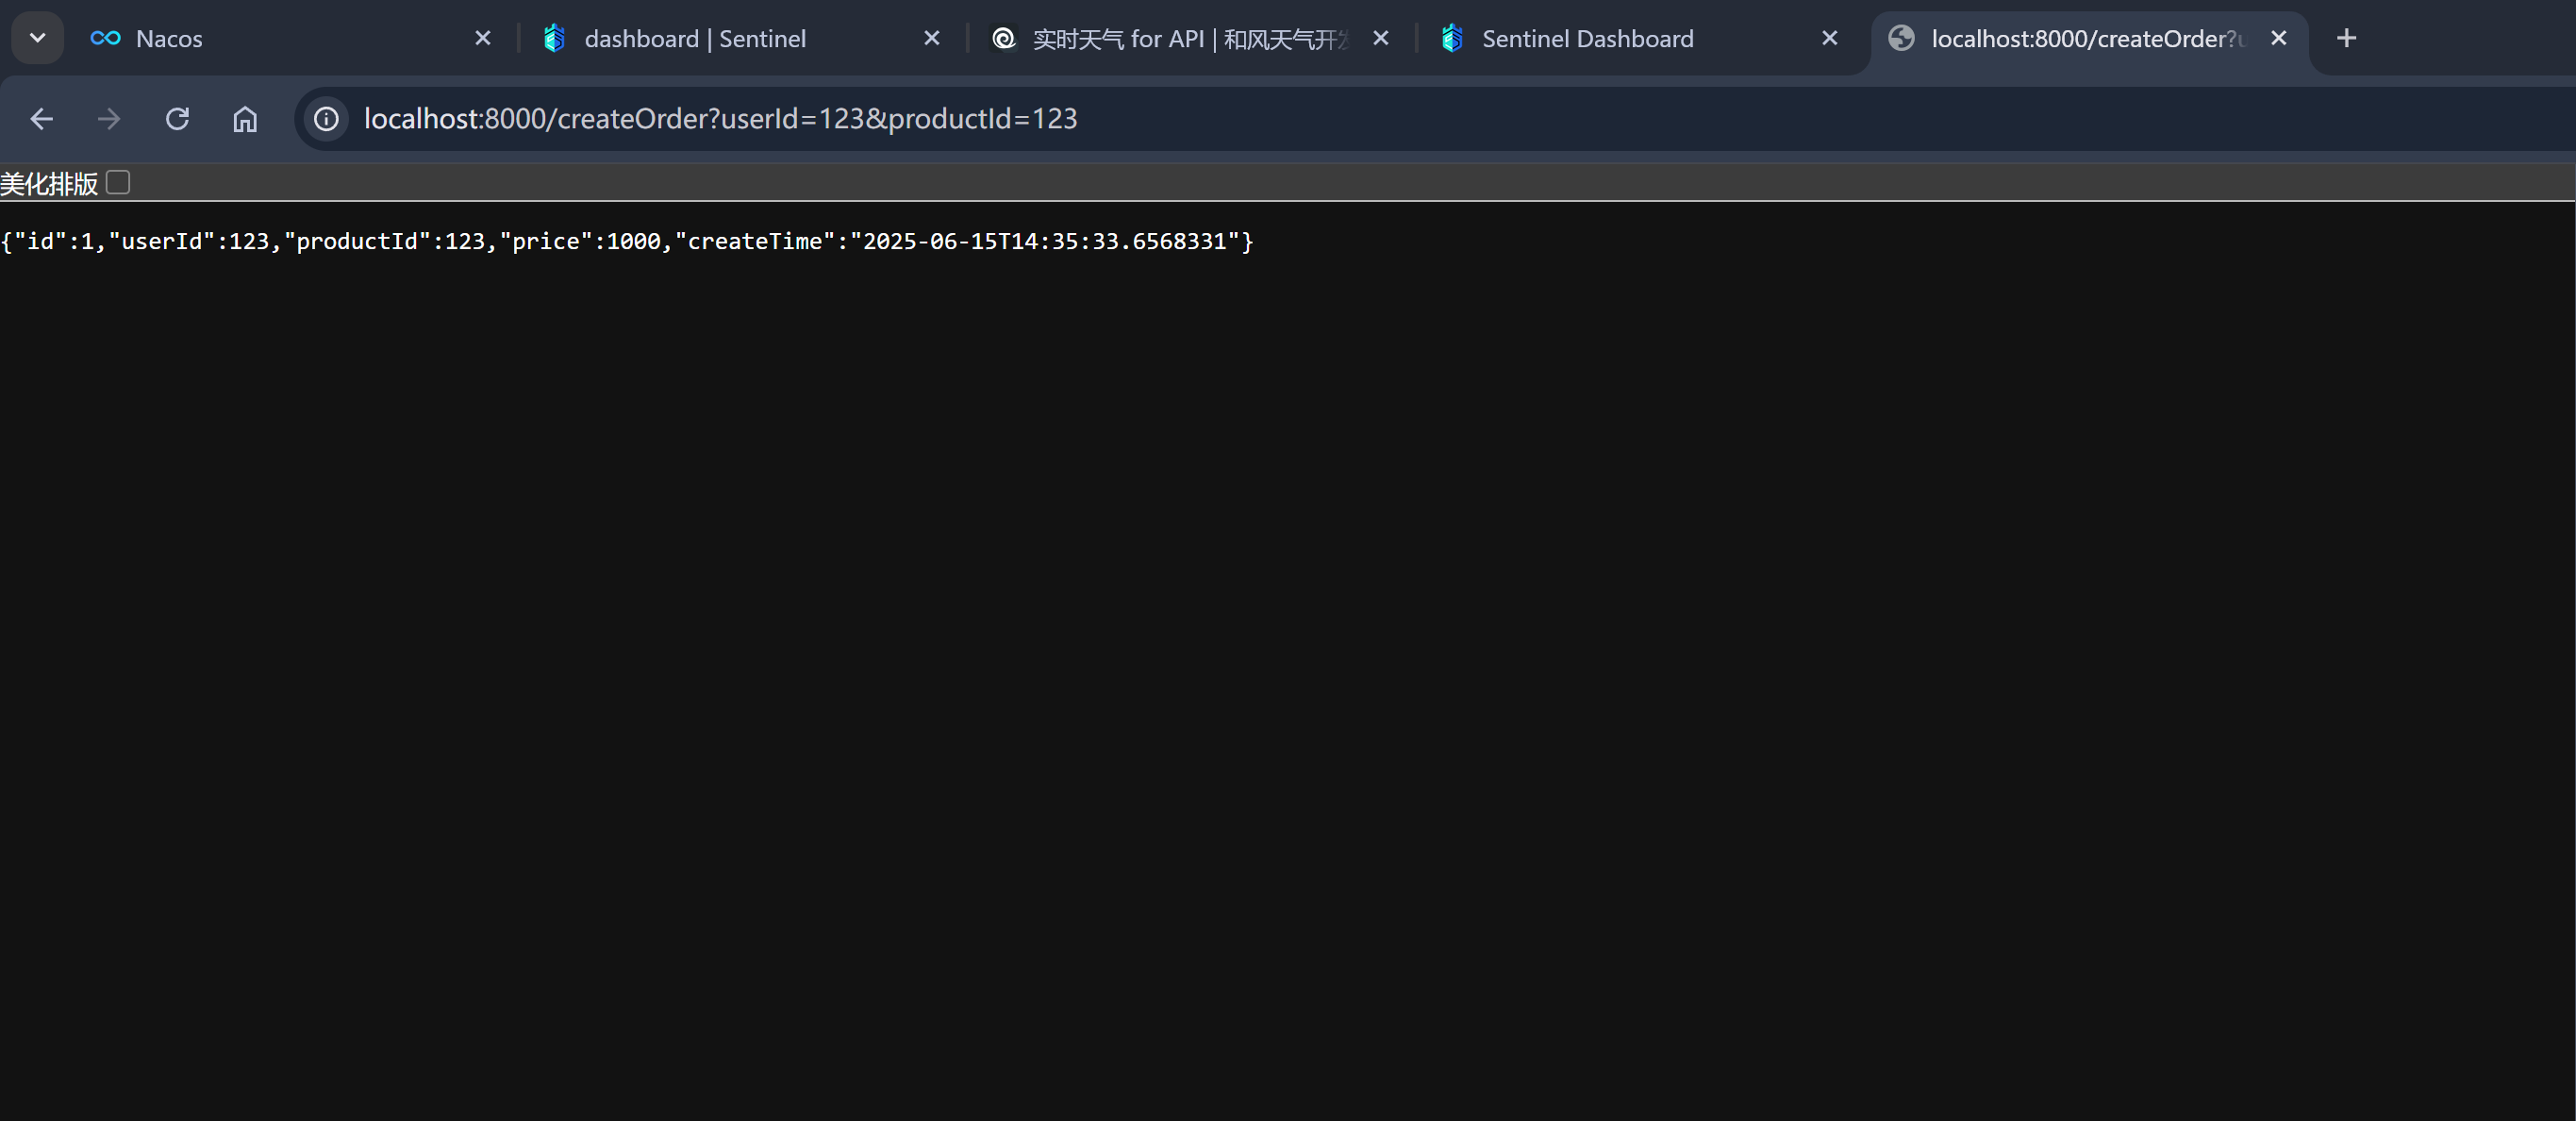 Nacos
dashboard | Sentinel
实时天气 for API | 和风天气开
Sentinel Dashboard
localhost:8000/createOrder?
localhost:8000/createOrder?userId=123&productId=123
美化排版
{"id":1,"userId":123,"productId":123,"price":1000,"createTime":"2025-06-15T14:35:33.6568331"}